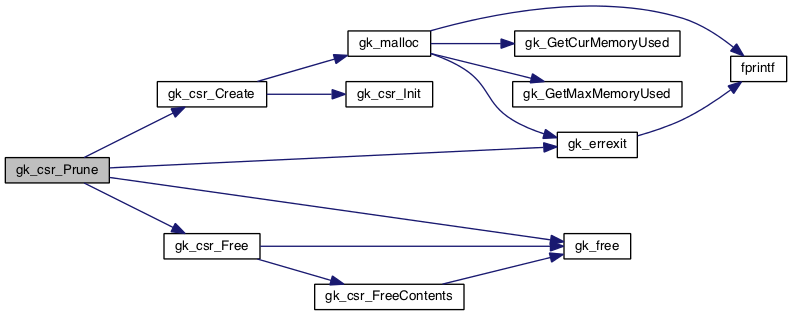 gk_malloc
gk_GetCurMemoryUsed
fprintf
gk_csr_Create
gk_csr_Init
gk_GetMaxMemoryUsed
gk_errexit
gk_csr_Prune
gk_csr_Free
gk_free
gk_csr_FreeContents